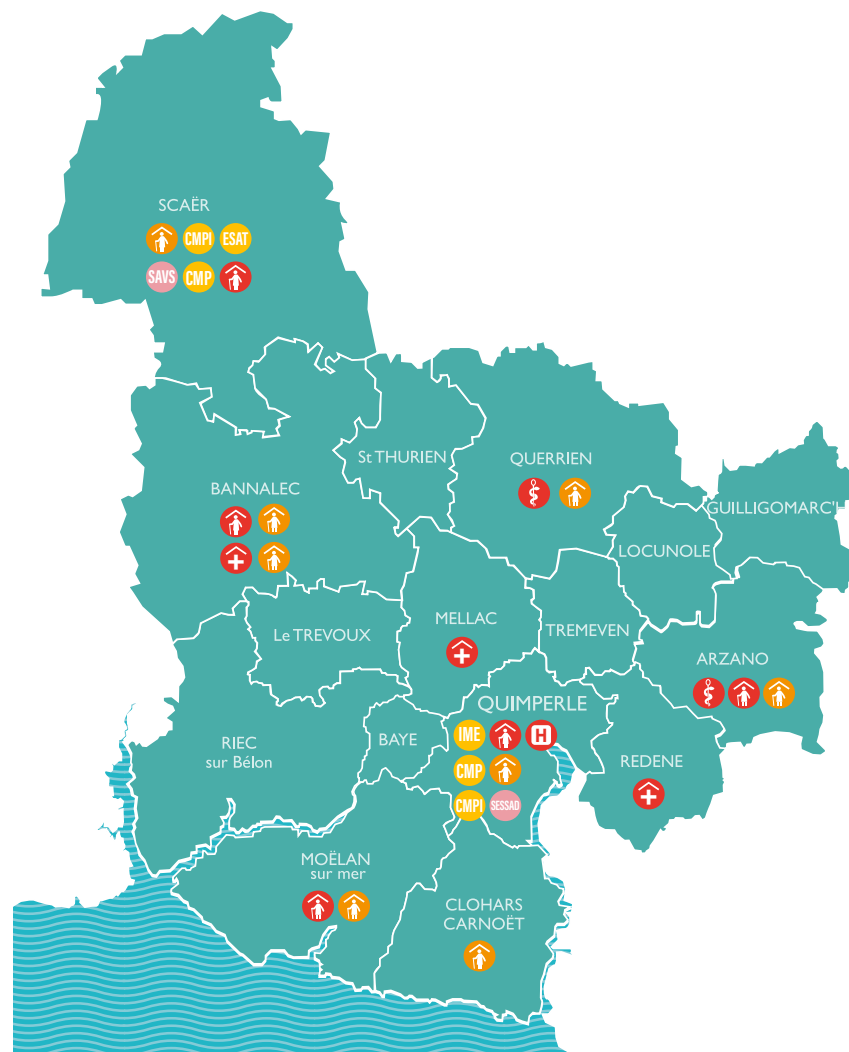 SCAËR
CMPI
ESAT
SAVS
CMP
St THURIEN
QUERRIEN
BANNALEC
GUILLIGOMARC'H
LOCUNOLE
MELLAC
TREMEVEN
Le TREVOUX
ARZANO
QUIMPERLE
IME
H
RIEC
sur Bélon
BAYE
CMP
REDENE
CMPI
SESSAD
MOËLAN
sur mer
CLOHARS
CARNOËT